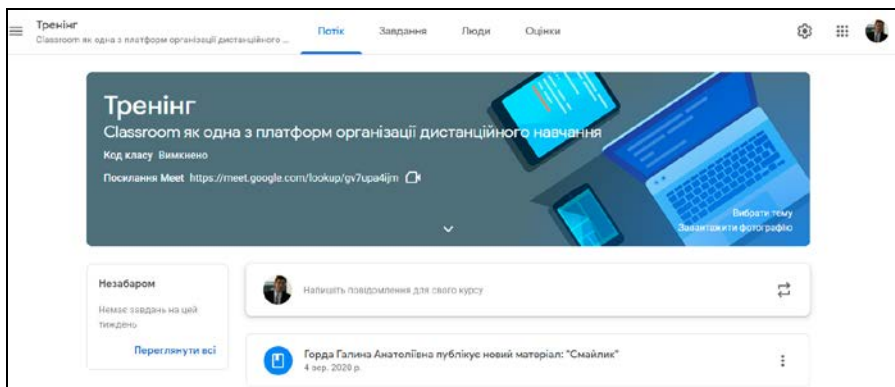 Тренінг
Classroom як одна з платформ організації дистанційного ...
Потік
Завдання
Люди
Оцінки
Тренінг
Classroom як одна з платформ організації дистанційного навчання
Код класу Вимкнено
Посилання Meet https://meet.google.com/lookup/gv7upa4ijm
Вибрати тему
Завантажити фотографію
Незабаром
Немає завдань на цей
тиждень
Переглянути всі
Напишіть повідомлення для свого курсу
Горда Галина Анатоліївна публікує новий матеріал: "Смайлик"
4 вер. 2020 р.